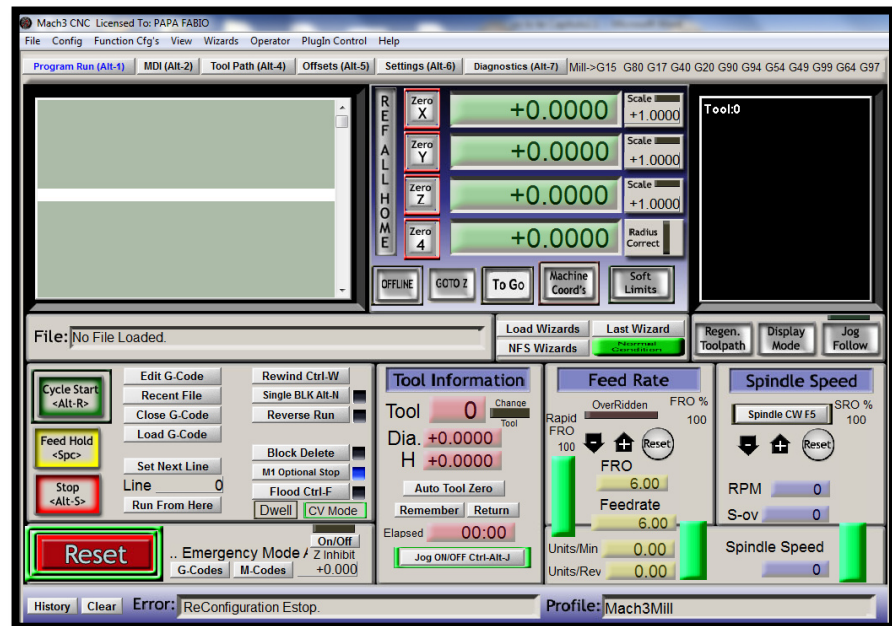 Mach3 CNC Licensed To: PAPA FABIO
File Config Function Cfg's View Wizards Operator PlugIn Control Help
Program Run (Alt-1) MDI (Alt-2) Tool Path (Alt-4) Offsets (Alt-5) Settings (Alt-6) Diagnostics (Alt-7) Mill->G15 G80 G17 G40 G20 G90 G94 G54 G49 G99 G64 G97
REF ALL HOME
Zero X +0.0000 Scale +1.0000
Zero Y +0.0000 Scale +1.0000
Zero Z +0.0000 Scale +1.0000
Zero 4 +0.0000 Radius Correct
OFFLINE GOTO Z To Go Machine Coord's Soft Limits
Tool:0
File: No File Loaded.
Load Wizards Last Wizard
NFS Wizards Normal Condition
Regen. Toolpath Display Mode Jog Follow
Cycle Start <Alt-R>
Feed Hold <Spc>
Stop <Alt-S>
Edit G-Code
Recent File
Close G-Code
Load G-Code
Set Next Line
Line 0
Run From Here
Rewind Ctrl-W
Single BLK Alt-N
Reverse Run
Block Delete
M1 Optional Stop
Flood Ctrl-F
Dwell CV Mode
Reset
.. Emergency Mode
G-Codes M-Codes
On/Off
Z Inhibit
+0.000
Tool Information
Tool 0 Change Tool
Dia. +0.0000
H +0.0000
Auto Tool Zero
Remember Return
Elapsed 00:00
Jog ON/OFF Ctrl-Alt-J
Feed Rate
OverRidden FRO %
100
Rapid FRO
100
Reset
FRO
6.00
Feedrate
6.00
Units/Min 0.00
Units/Rev 0.00
Spindle Speed
Spindle CW F5 SRO %
100
Reset
RPM 0
S-ov 0
Spindle Speed
0
History Clear Error: ReConfiguration Estop. Profile: Mach3Mill